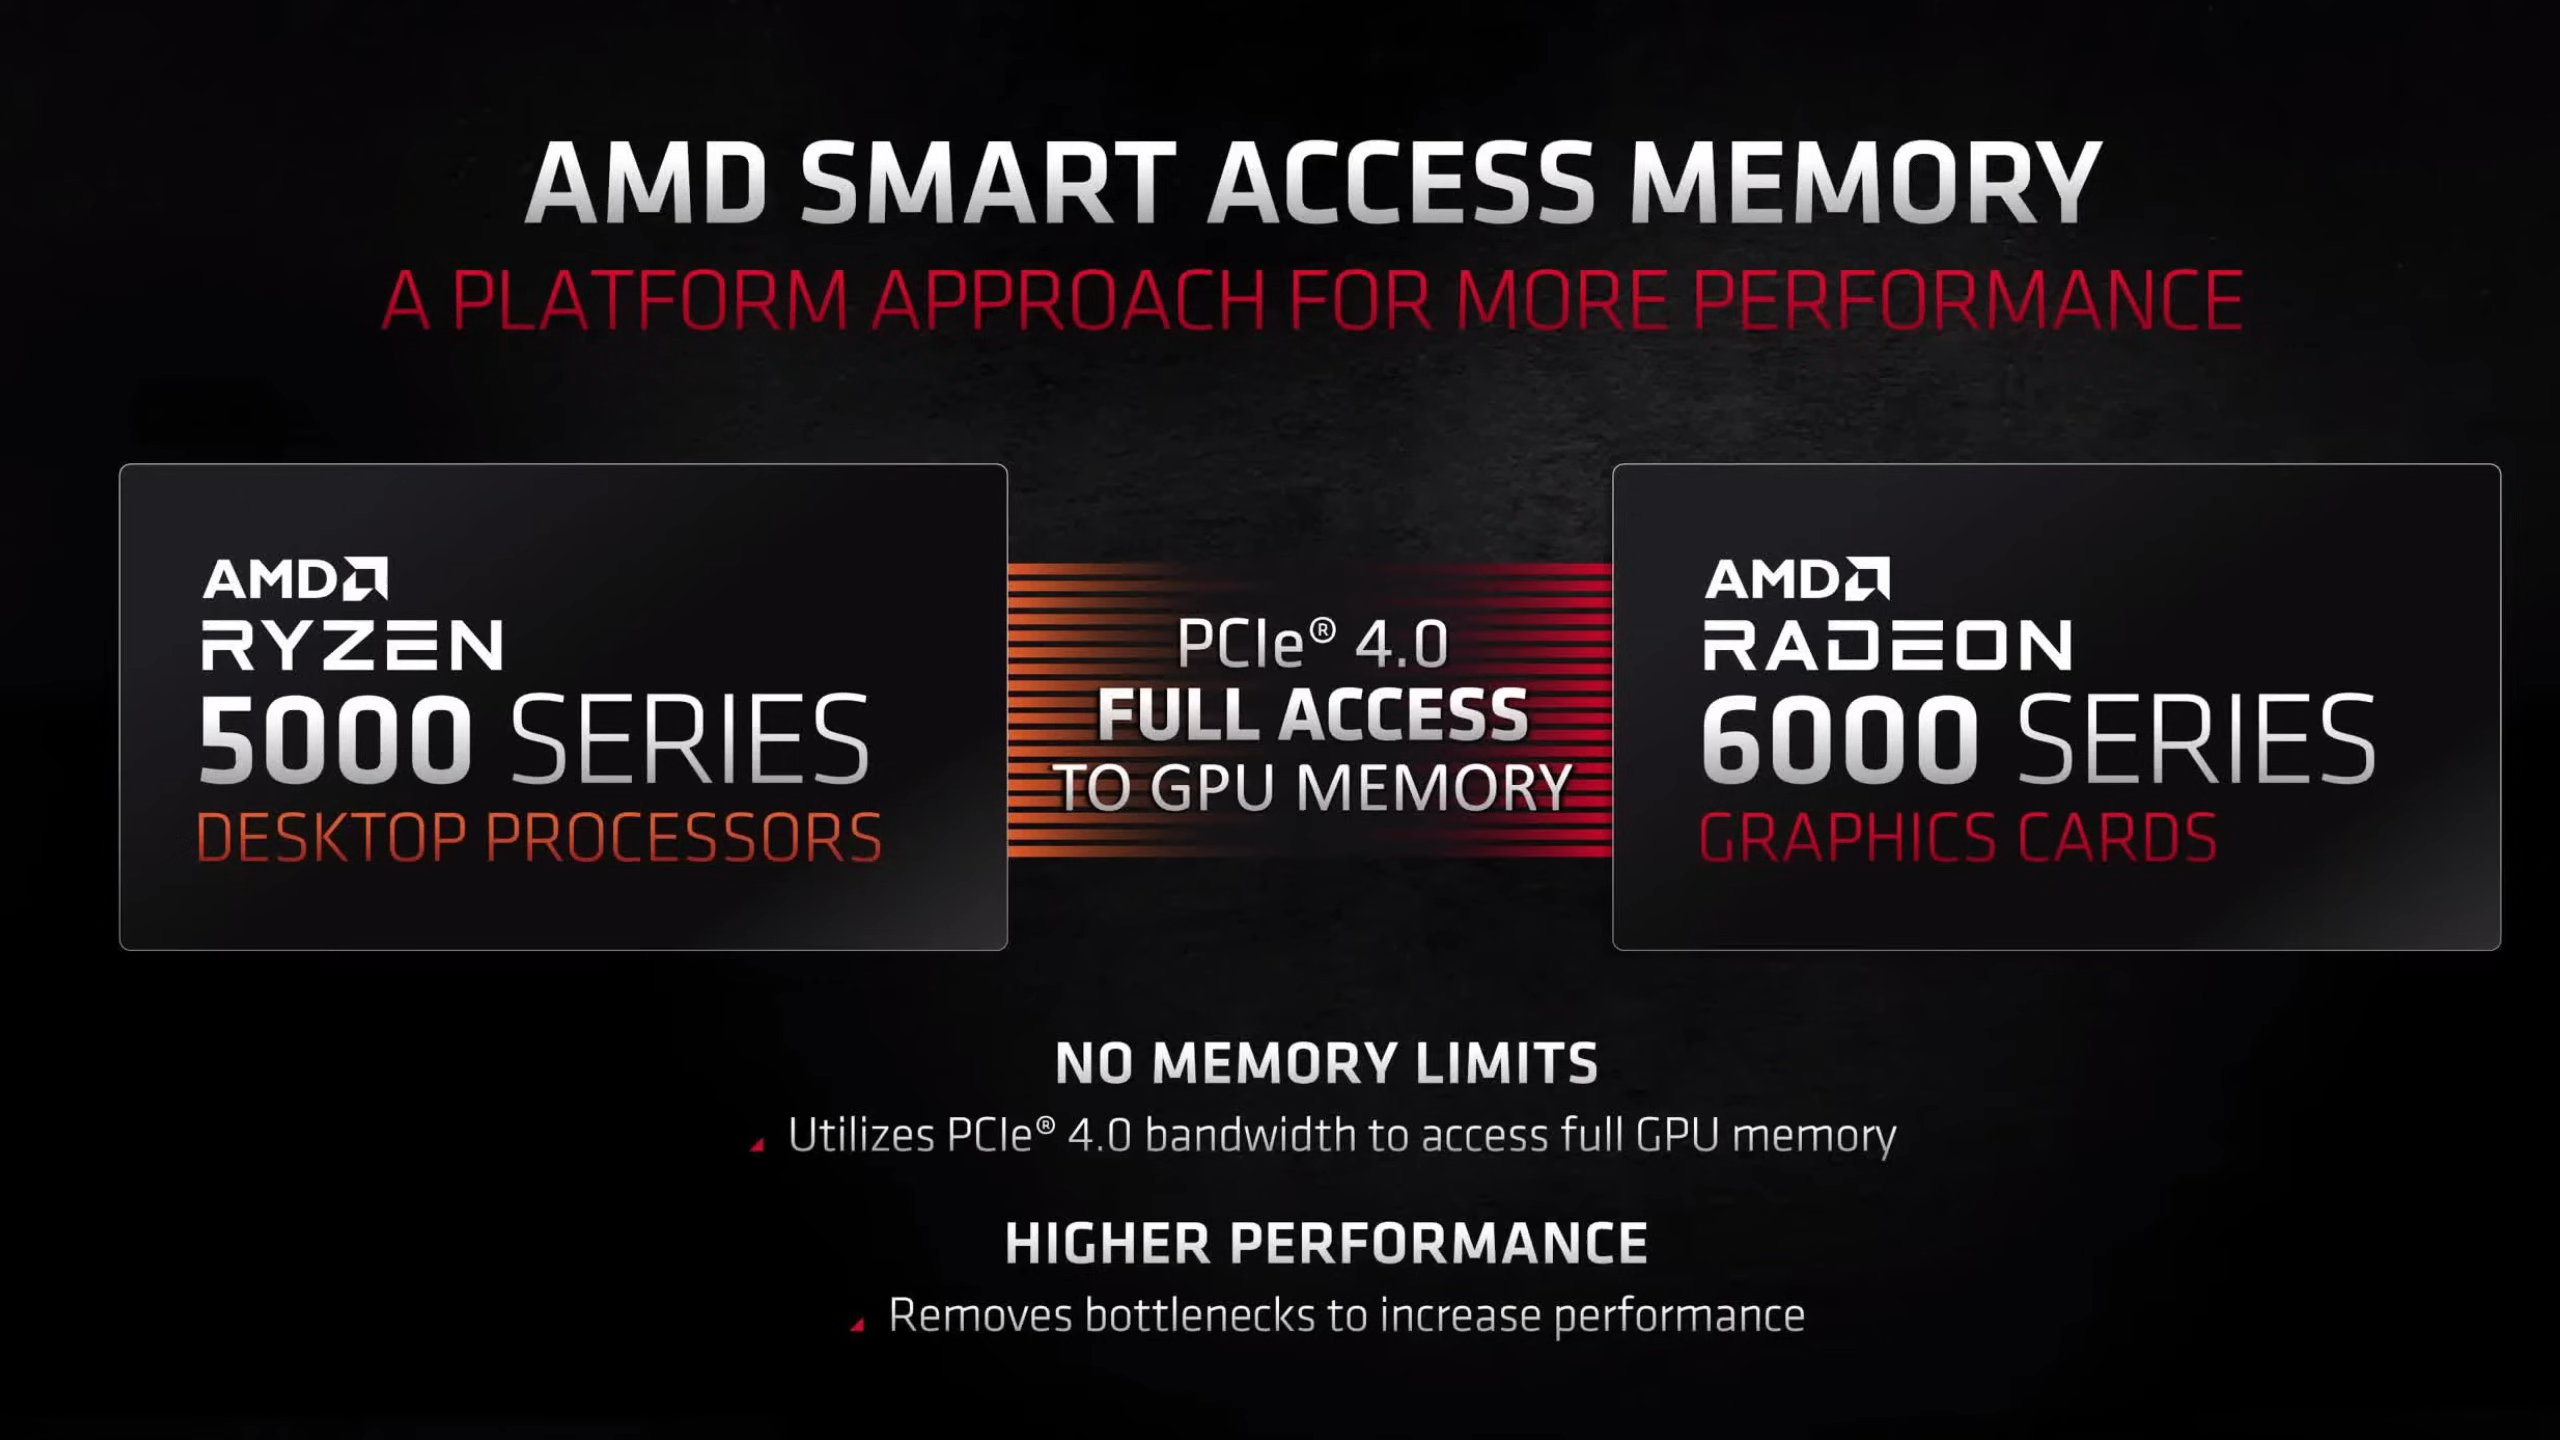 AMD SMART ACCESS MEMORY
A PLATFORM APPROACH FOR MORE PERFORMANCE
AMD
RYZEN
5000 SERIES
DESKTOP PROCESSORS
PCIe® 4.0
FULL ACCESS
TO GPU MEMORY
AMD
RADEON
6000 SERIES
GRAPHICS CARDS
NO MEMORY LIMITS
Utilizes PCIe® 4.0 bandwidth to access full GPU memory
HIGHER PERFORMANCE
Removes bottlenecks to increase performance